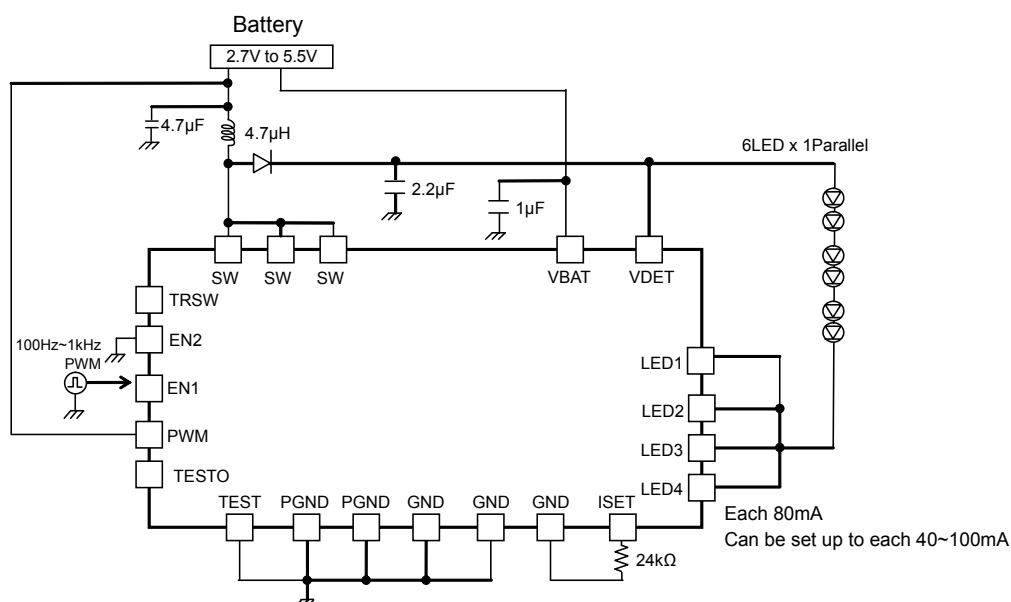 Battery
2.7V to 5.5V
4.7µF
4.7µH
6LED x 1Parallel
2.2µF
1µF
SW
SW
SW
VBAT
VDET
TRSW
EN2
100Hz~1kHz
PWM
EN1
PWM
TESTO
LED1
LED2
LED3
LED4
TEST
PGND
PGND
GND
GND
GND
ISET
Each 80mA
Can be set up to each 40~100mA
24kΩ